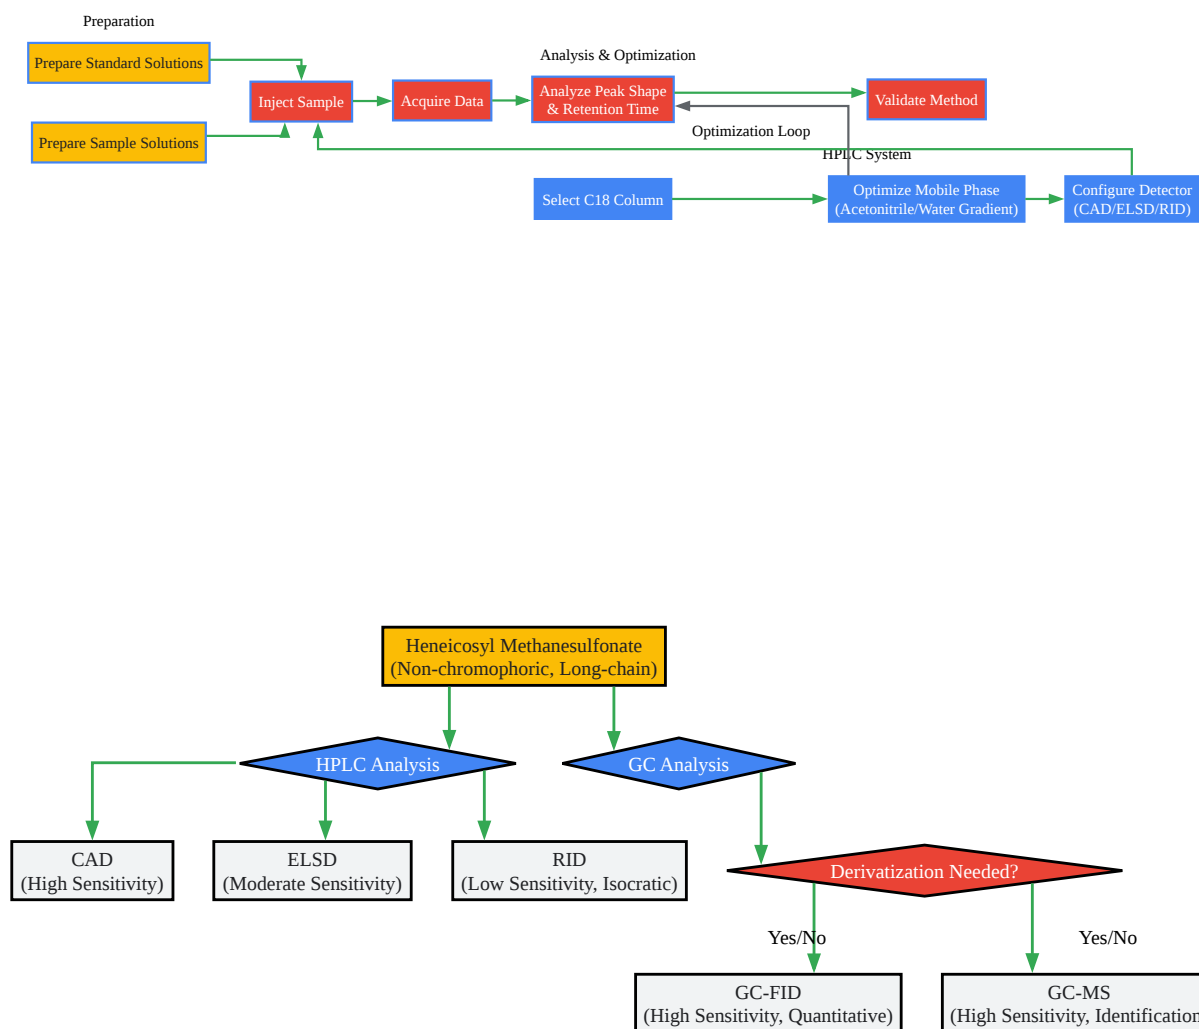 Preparation
Prepare Standard Solutions
Analysis & Optimization
Inject Sample
Acquire Data
Analyze Peak Shape
& Retention Time
Validate Method
Prepare Sample Solutions
Optimization Loop
HPLC System
Select C18 Column
Optimize Mobile Phase
(Acetonitrile/Water Gradient)
Configure Detector
(CAD/ELSD/RID)
Heneicosyl Methanesulfonate
(Non-chromophoric, Long-chain)
HPLC Analysis
GC Analysis
CAD
(High Sensitivity)
ELSD
(Moderate Sensitivity)
RID
(Low Sensitivity, Isocratic)
Derivatization Needed?
Yes/No
Yes/No
GC-FID
(High Sensitivity, Quantitative)
GC-MS
(High Sensitivity, Identification